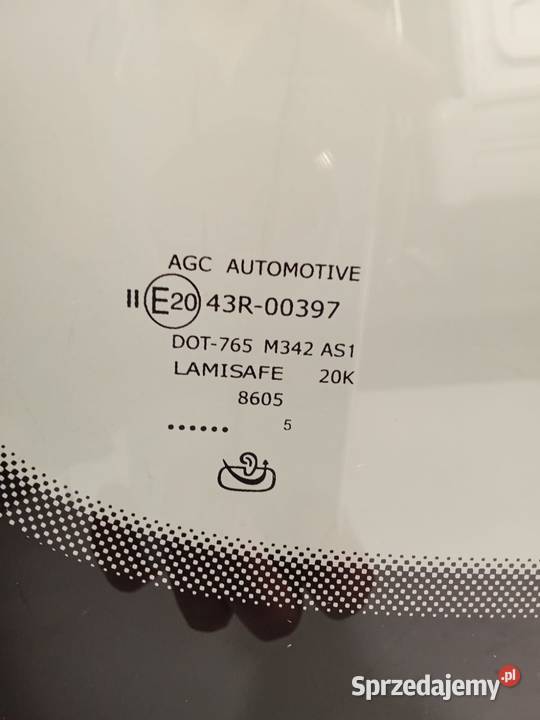 AGC AUTOMOTIVE
II E20 43R-00397
DOT-765 M342 AS1
LAMISAFE 20K
8605
...... 5
Sprzedajemy.pl